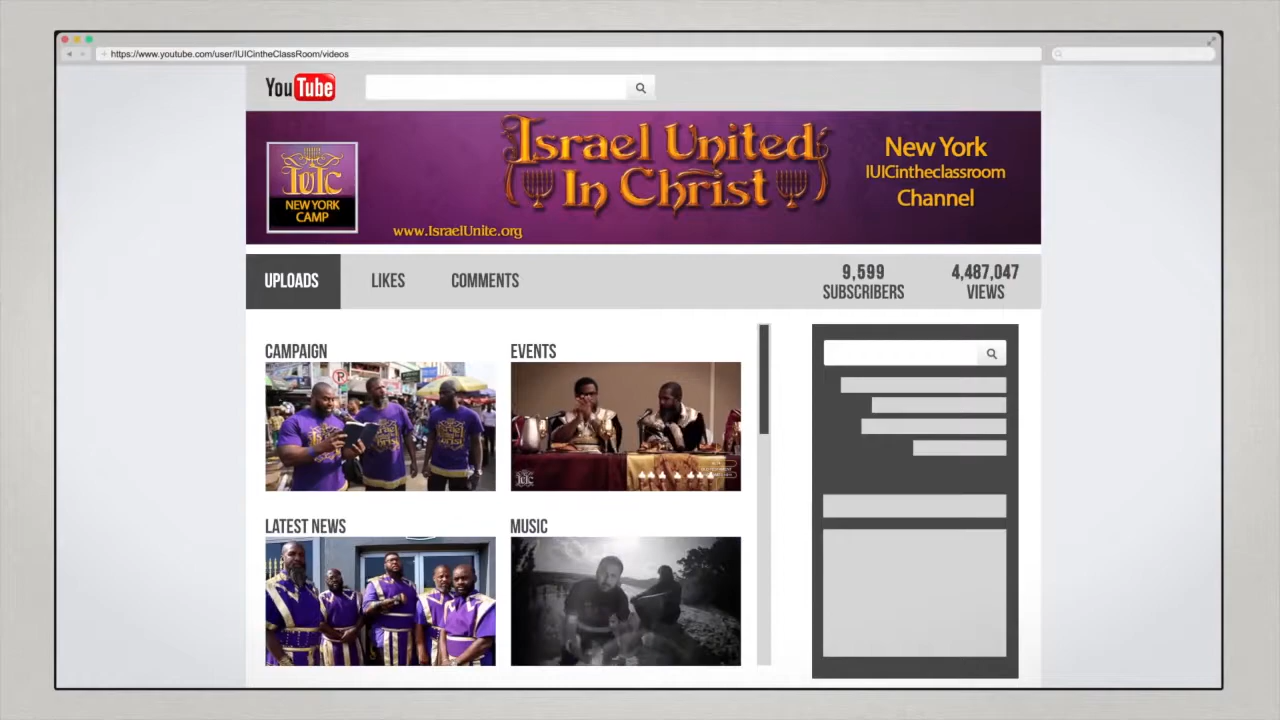 https://www.youtube.com/user/IUICintheClassRoom/videos
YouTube
Israel United
In Christ
New York
IUICintheclassroom
Channel
IUIC
NEW YORK
CAMP
www.IsraelUnite.org
UPLOADS LIKES COMMENTS
9,599 4,487,047
SUBSCRIBERS VIEWS
CAMPAIGN EVENTS
Israel
IUIC
LATEST NEWS MUSIC